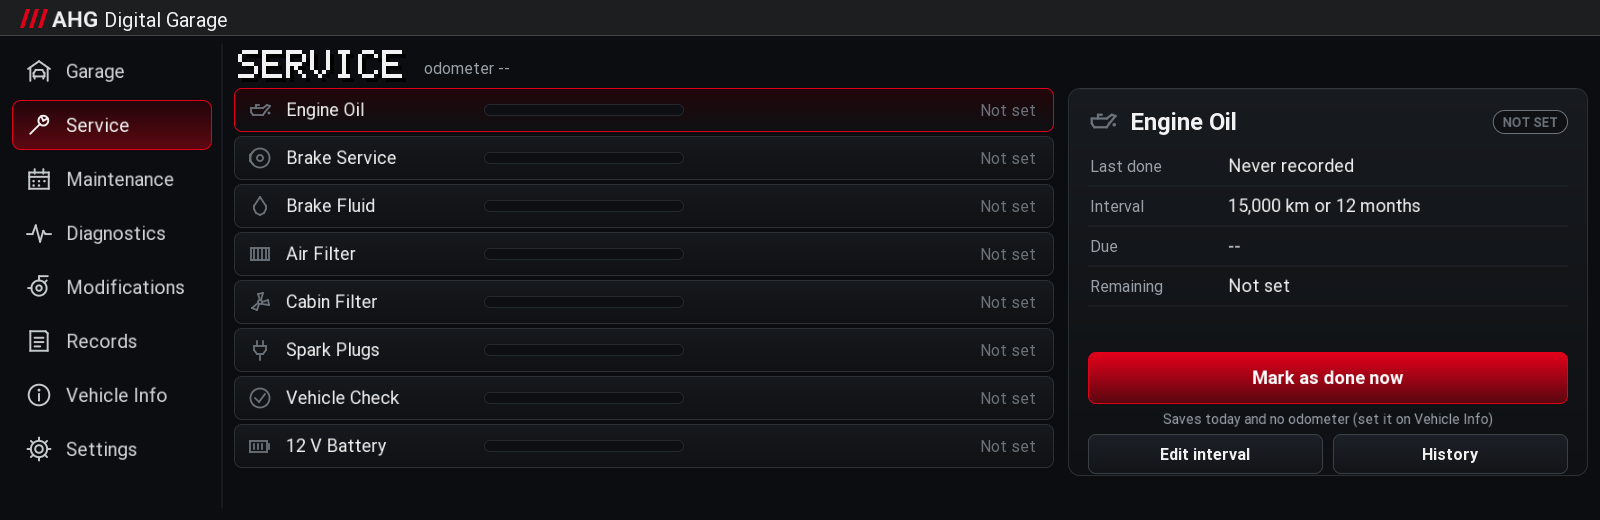 AHG Digital Garage
Garage
Service
Maintenance
Diagnostics
Modifications
Records
Vehicle Info
Settings
SERVICE odometer --
Engine Oil Not set
Brake Service Not set
Brake Fluid Not set
Air Filter Not set
Cabin Filter Not set
Spark Plugs Not set
Vehicle Check Not set
12 V Battery Not set
Engine Oil NOT SET
Last done Never recorded
Interval 15,000 km or 12 months
Due --
Remaining Not set
Mark as done now
Saves today and no odometer (set it on Vehicle Info)
Edit interval History